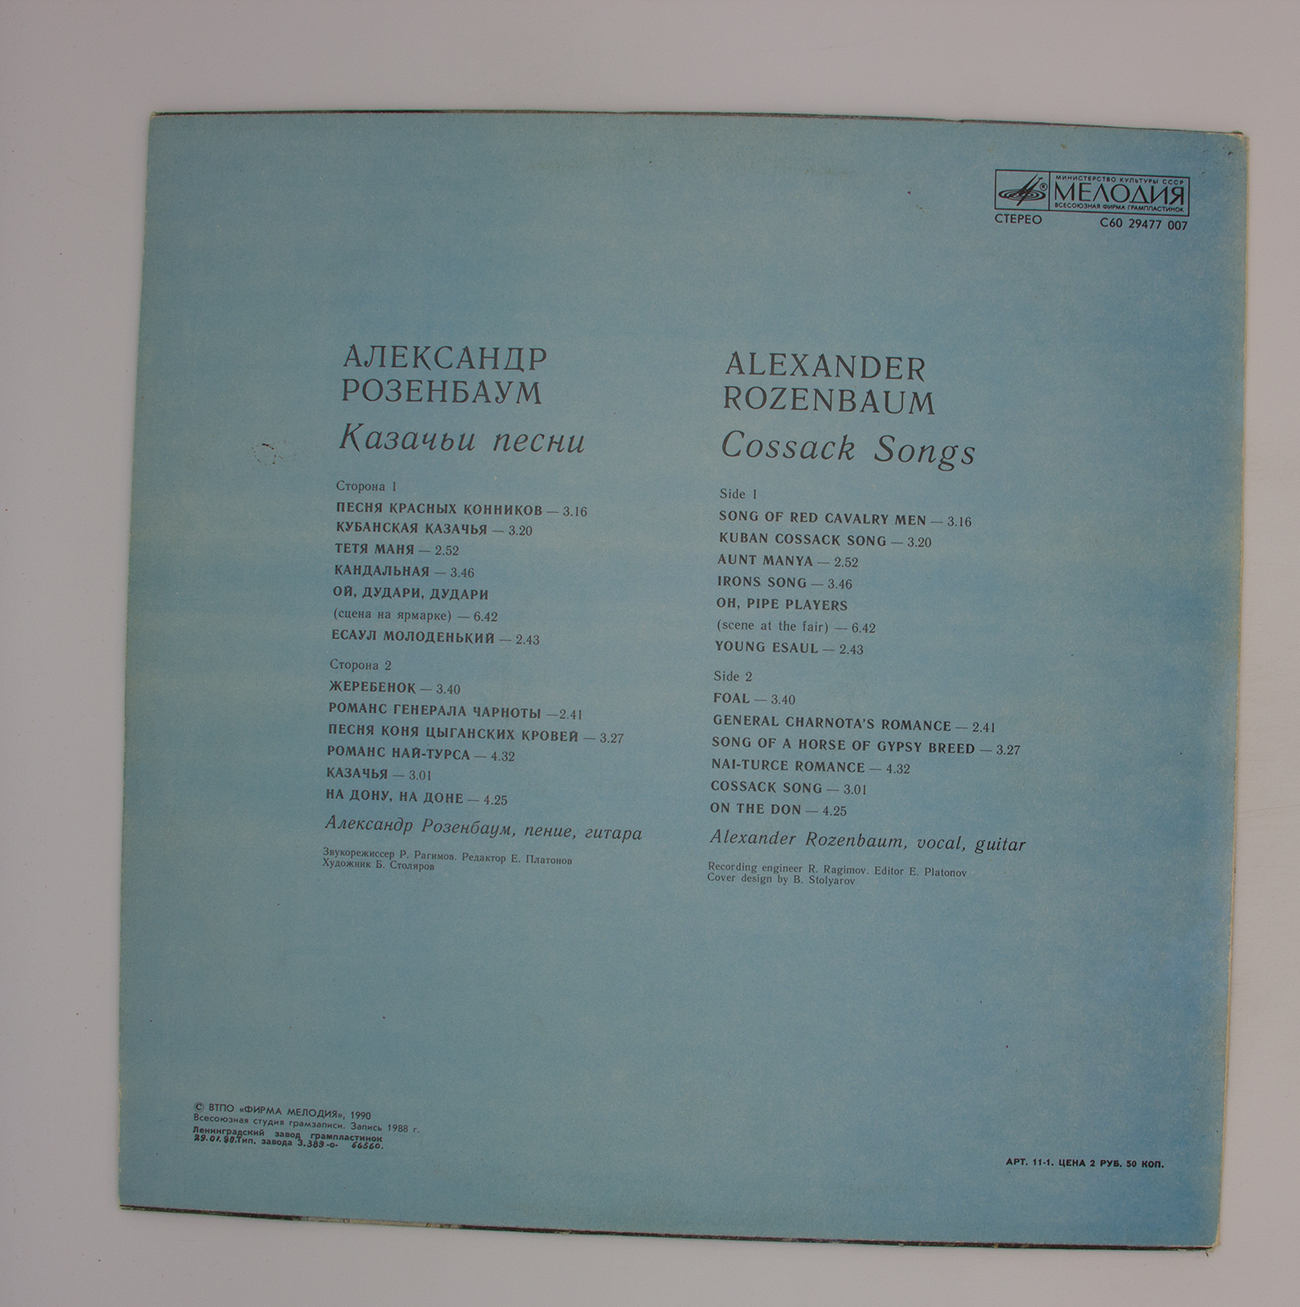 МИНИСТЕРСТВО КУЛЬТУРЫ СССР
МЕЛОДИЯ
ВСЕСОЮЗНАЯ ФИРМА ГРАМПЛАСТИНОК
СТЕРЕО
С60 29477 007
АЛЕКСАНДР
РОЗЕНБАУМ
Казачьи песни
Сторона 1
ПЕСНЯ КРАСНЫХ КОННИКОВ — 3.16
КУБАНСКАЯ КАЗАЧЬЯ — 3.20
ТЕТЯ МАНЯ — 2.52
КАНДАЛЬНАЯ — 3.46
ОЙ, ДУДАРИ, ДУДАРИ
(сцена на ярмарке) — 6.42
ЕСАУЛ МОЛОДЕНЬКИЙ — 2.43
Сторона 2
ЖЕРЕБЕНОК — 3.40
РОМАНС ГЕНЕРАЛА ЧАРНОТЫ —2.41
ПЕСНЯ КОНЯ ЦЫГАНСКИХ КРОВЕЙ — 3.27
РОМАНС НАЙ-ТУРСА — 4.32
КАЗАЧЬЯ — 3.01
НА ДОНУ, НА ДОНЕ — 4.25
Александр Розенбаум, пение, гитара
Звукорежиссер Р. Рагимов. Редактор Е. Платонов
Художник Б. Столяров
ALEXANDER
ROZENBAUM
Cossack Songs
Side 1
SONG OF RED CAVALRY MEN — 3.16
KUBAN COSSACK SONG — 3.20
AUNT MANYA — 2.52
IRONS SONG — 3.46
OH, PIPE PLAYERS
(scene at the fair) — 6.42
YOUNG ESAUL — 2.43
Side 2
FOAL — 3.40
GENERAL CHARNOTA'S ROMANCE — 2.41
SONG OF A HORSE OF GYPSY BREED — 3.27
NAI-TURCE ROMANCE — 4.32
COSSACK SONG — 3.01
ON THE DON — 4.25
Alexander Rozenbaum, vocal, guitar
Recording engineer R. Ragimov. Editor E. Platonov
Cover design by B. Stolyarov
© ВТПО «ФИРМА МЕЛОДИЯ», 1990
Всесоюзная студия грамзаписи. Запись 1988 г.
Ленинградский завод грампластинок
Тип. завода З. 389-0- 66560.
АРТ. 11-1. ЦЕНА 2 РУБ. 50 КОП.